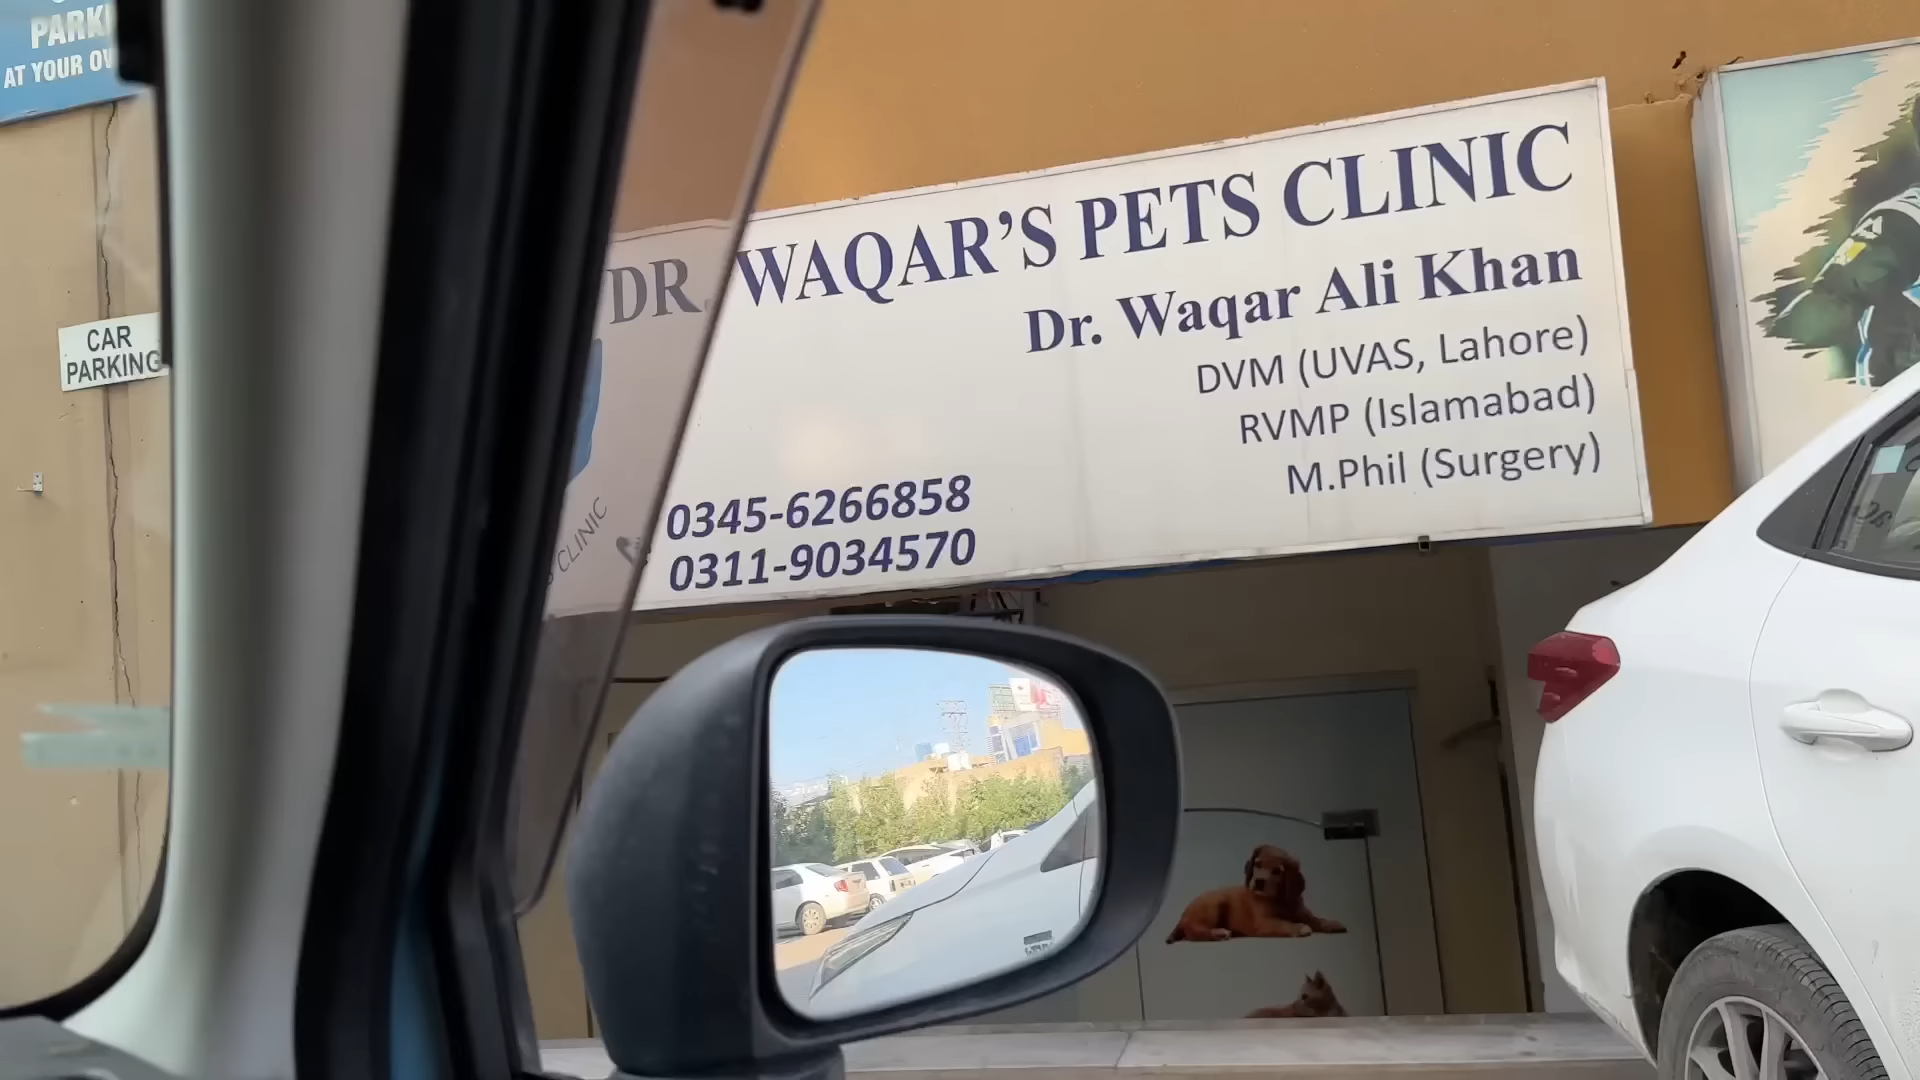 PARK
AT YOUR
CAR
PARKING
DR. WAQAR'S PETS CLINIC
Dr. Waqar Ali Khan
DVM (UVAS, Lahore)
RVMP (Islamabad)
M.Phil (Surgery)
CLINIC
0345-6266858
0311-9034570